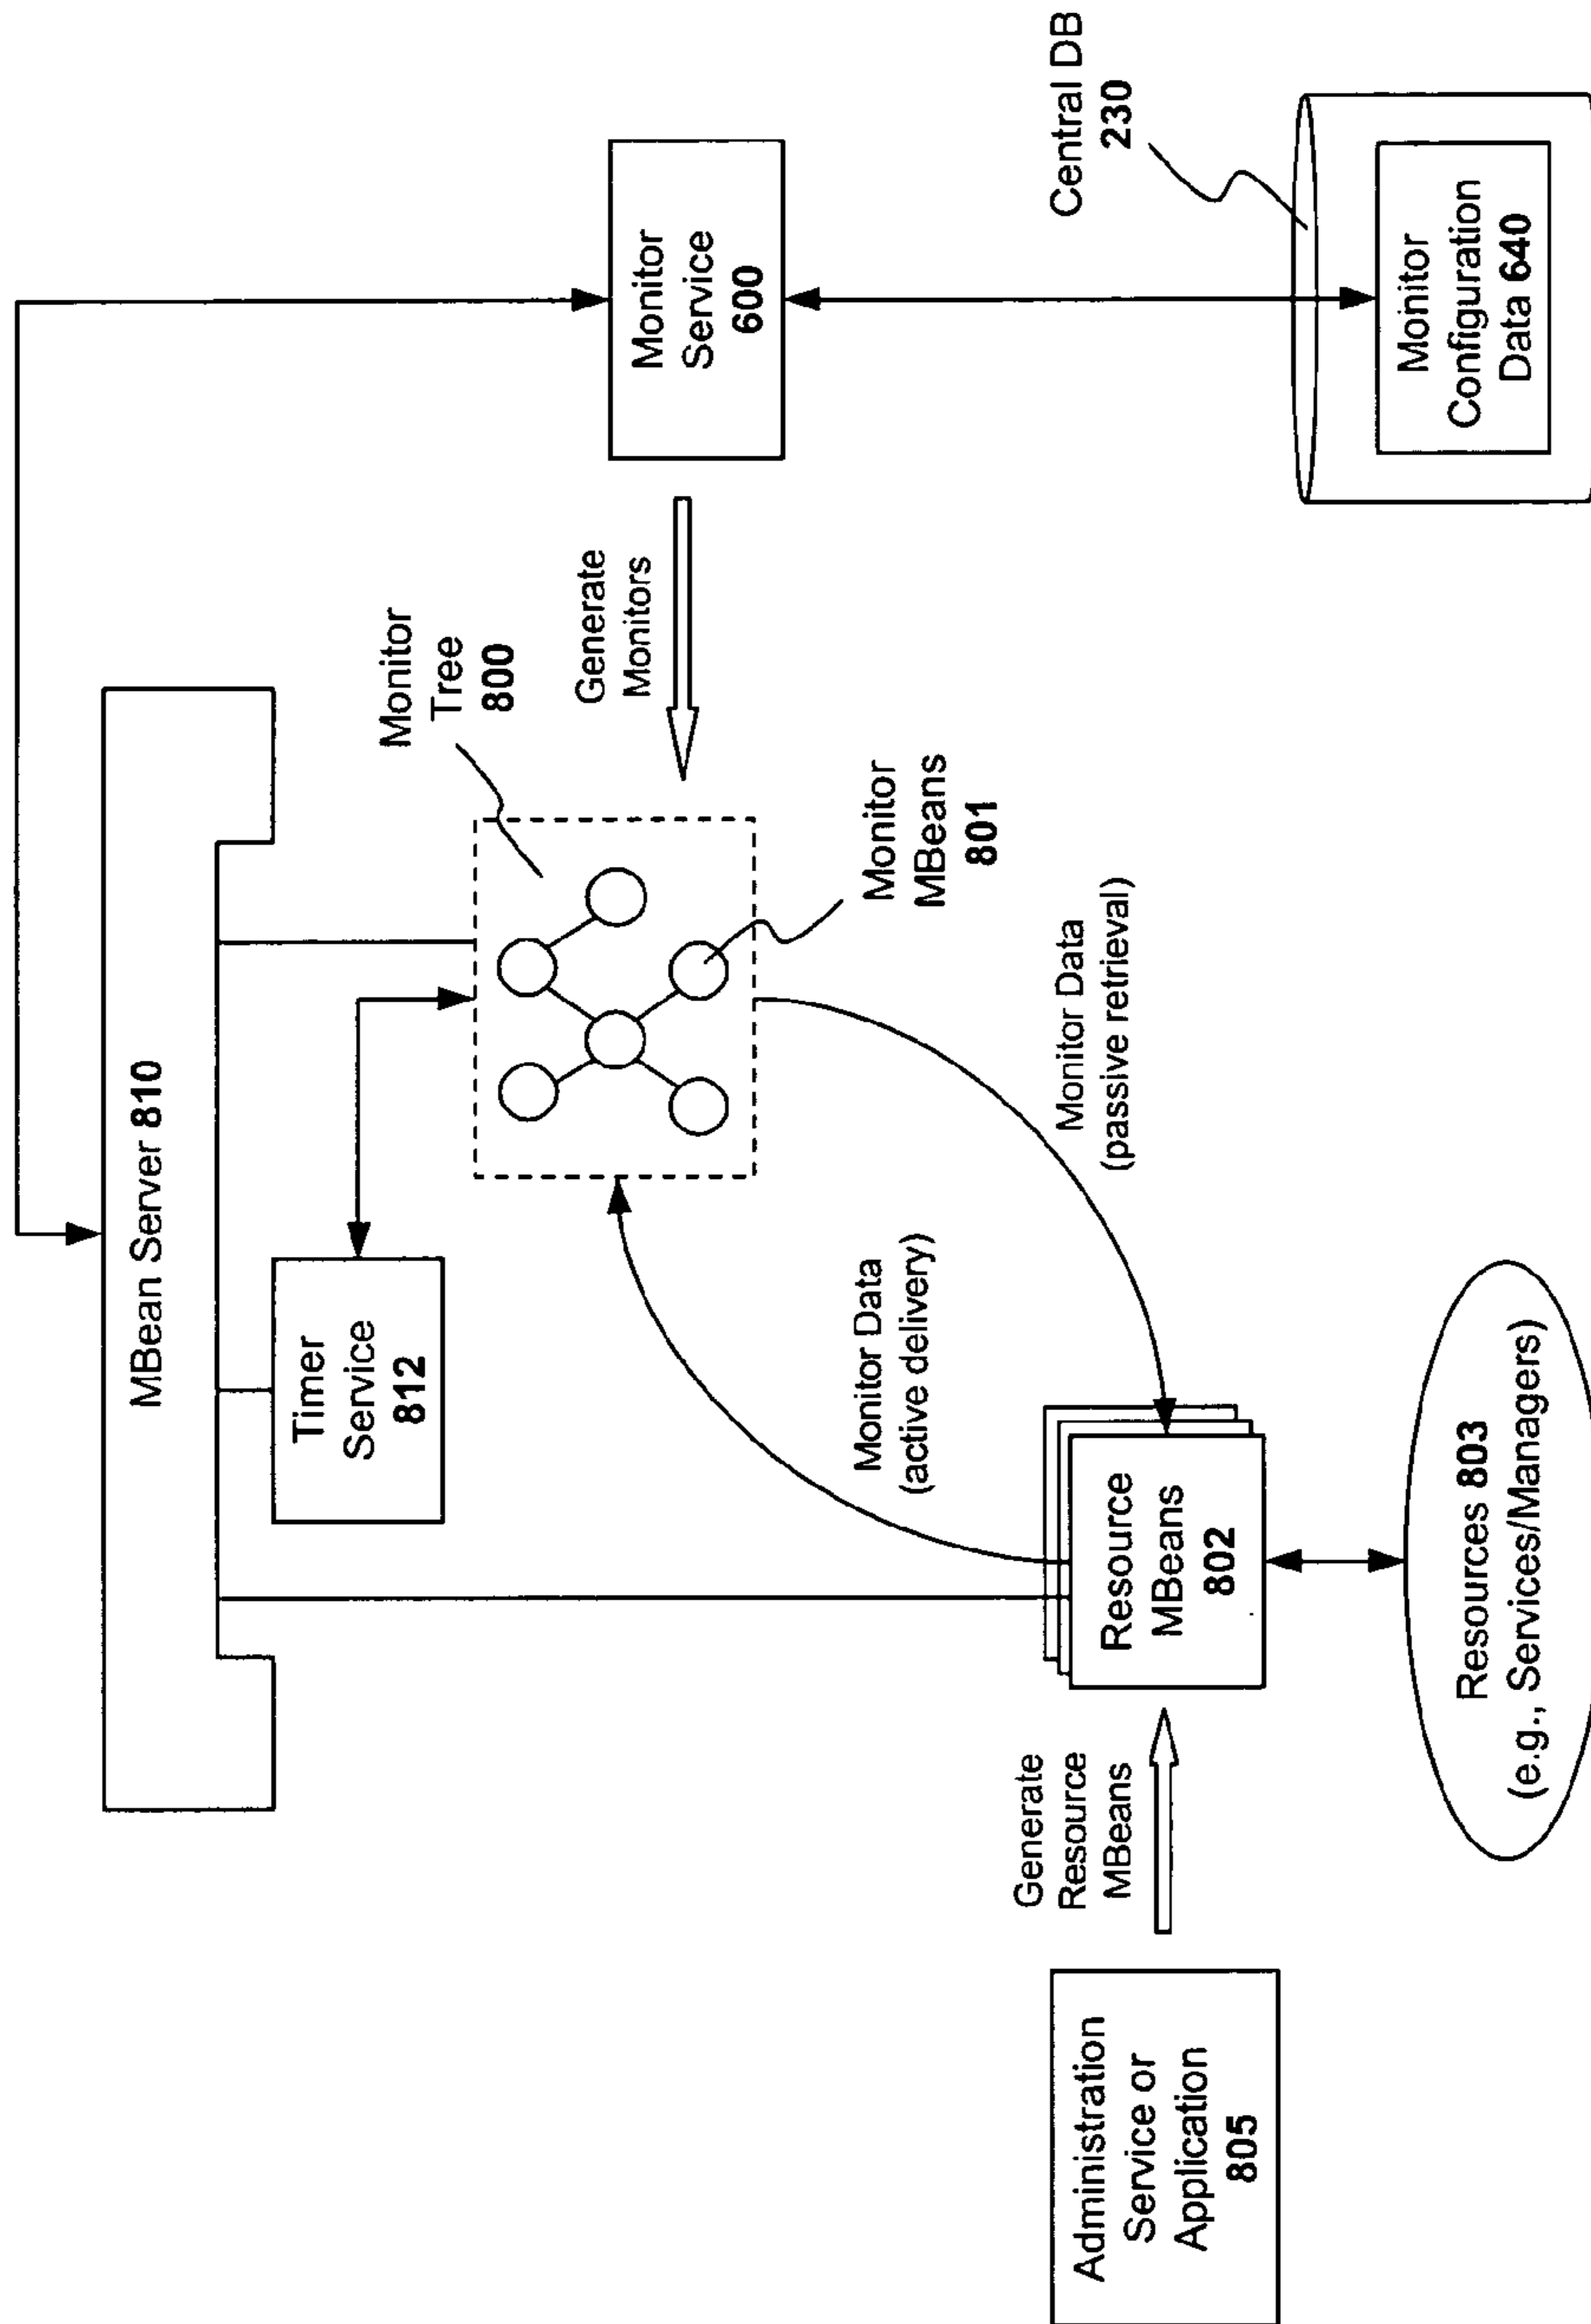 MBean Server 810
Timer
Service
812
Monitor
Tree
800
Monitor
MBeans
801
Generate
Monitors
Monitor
Service
600
Central DB
230
Monitor
Configuration
Data 640
Monitor Data
(active delivery)
Monitor Data
(passive retrieval)
Resource
MBeans
802
Generate
Resource
MBeans
Administration
Service or
Application
805
Resources 803
(e.g., Services/Managers)